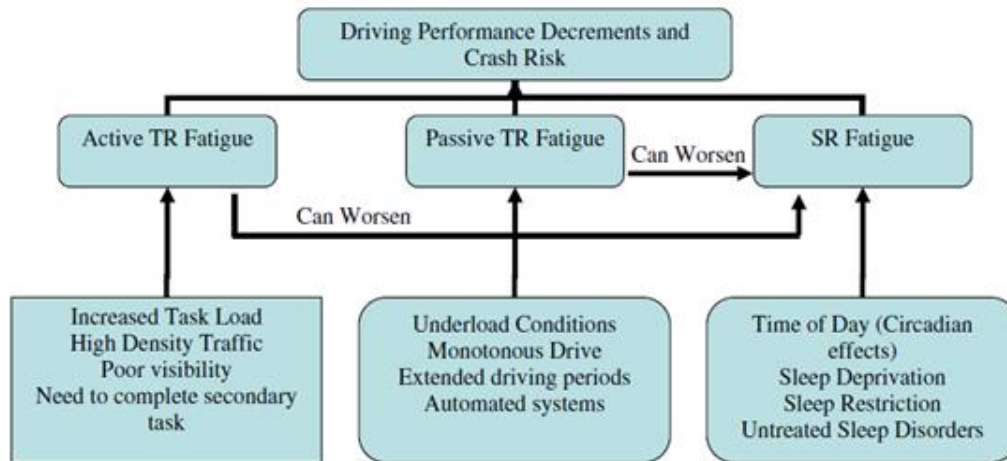 Driving Performance Decrements and
Crash Risk
Active TR Fatigue
Passive TR Fatigue
SR Fatigue
Can Worsen
Can Worsen
Increased Task Load
High Density Traffic
Poor visibility
Need to complete secondary
task
Underload Conditions
Monotonous Drive
Extended driving periods
Automated systems
Time of Day (Circadian
effects)
Sleep Deprivation
Sleep Restriction
Untreated Sleep Disorders